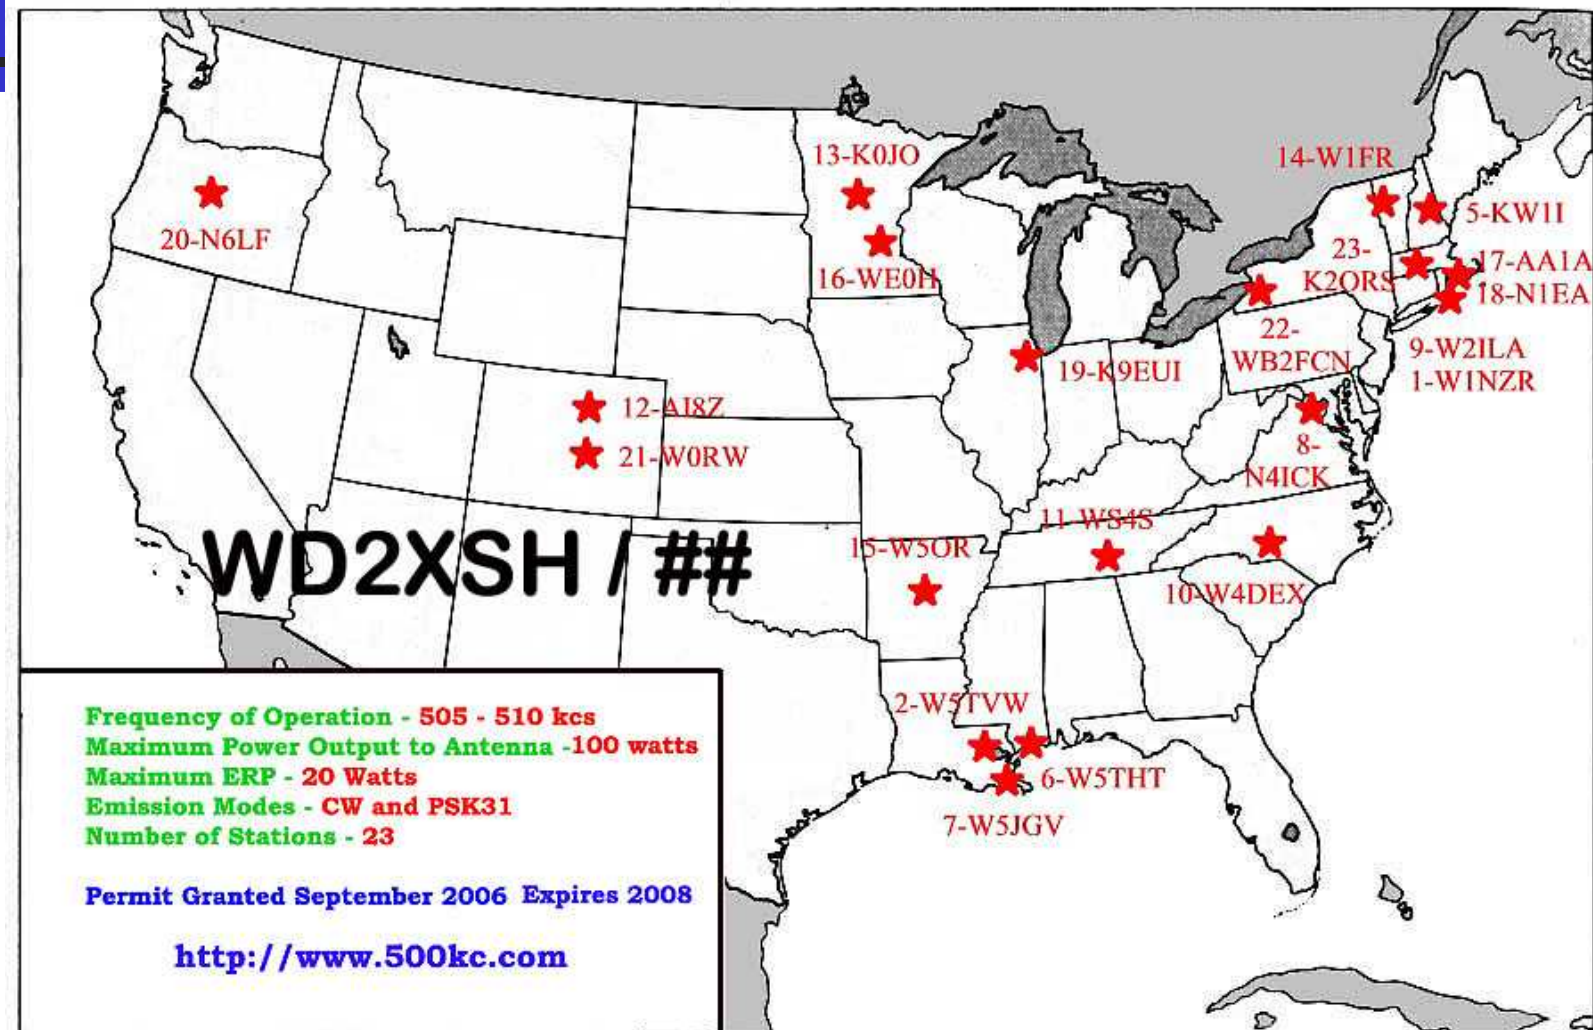 13-K0JO
14-W1FR
5-KW1I
20-N6LF
16-WE0H
23-
K2ORS
17-AA1A
18-N1EA
22-
WB2FCN
9-W2ILA
1-W1NZR
19-K9EUI
12-AI8Z
21-W0RW
8-
N4ICK
11-WS4S
15-W5OR
WD2XSH / ##
10-W4DEX
2-W5TVW
6-W5THT
7-W5JGV
Frequency of Operation - 505 - 510 kcs
Maximum Power Output to Antenna -100 watts
Maximum ERP - 20 Watts
Emission Modes - CW and PSK31
Number of Stations - 23
Permit Granted September 2006 Expires 2008
http://www.500kc.com